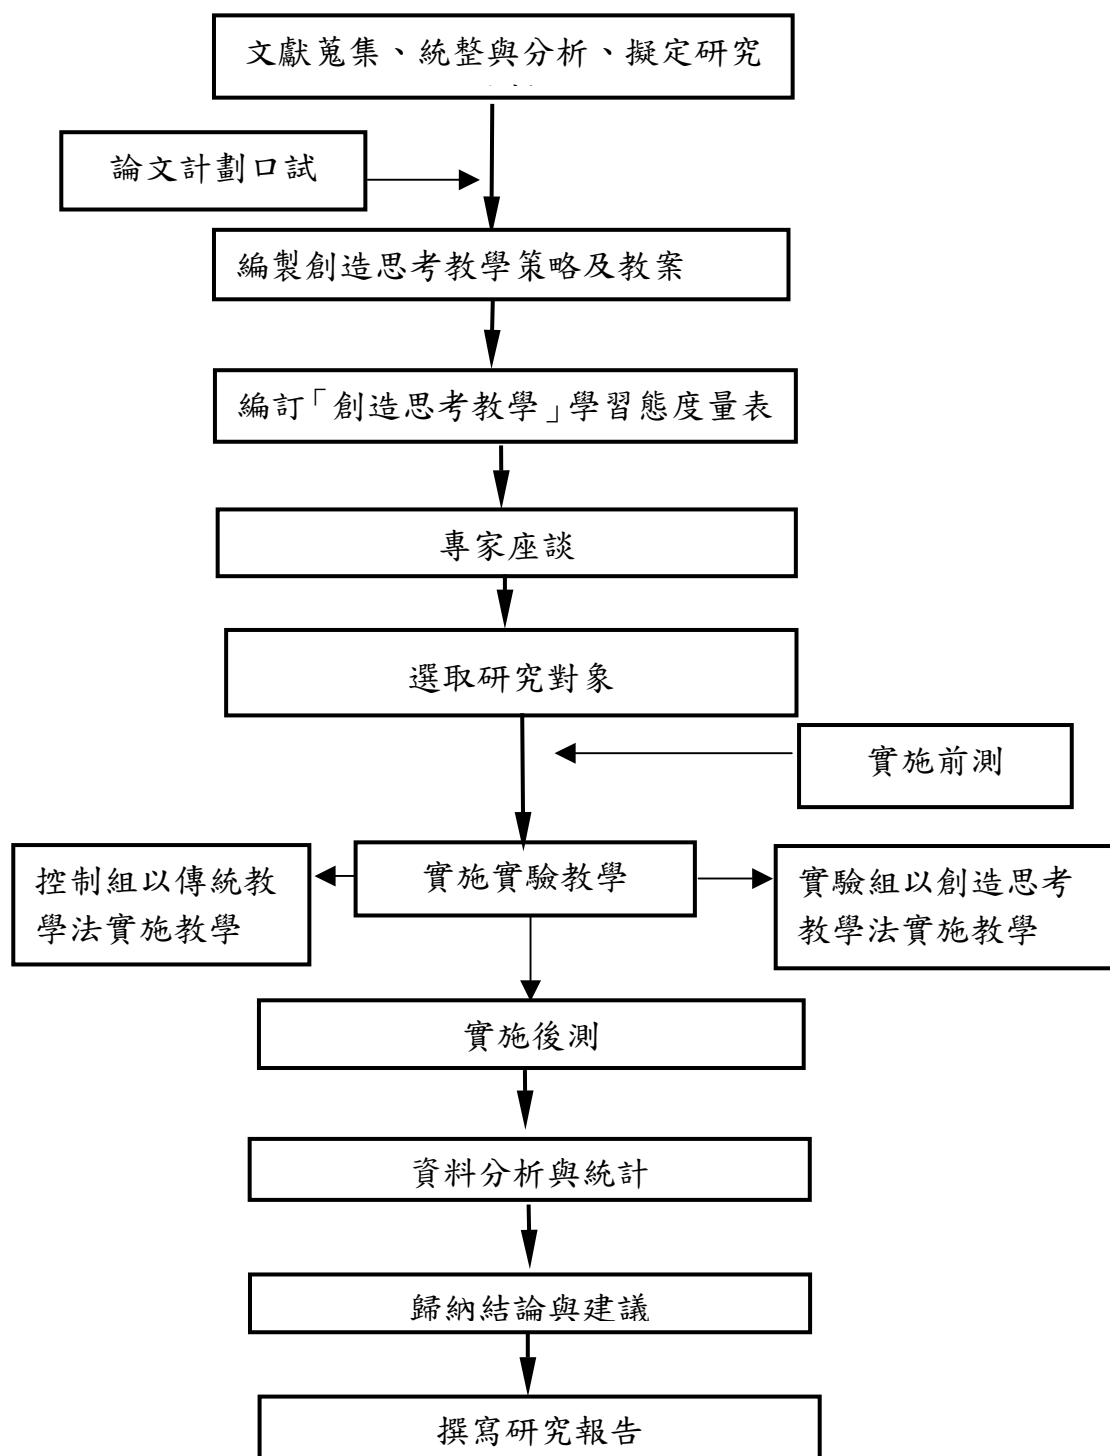 文獻蒐集、統整與分析、擬定研究
論文計劃口試
編製創造思考教學策略及教案
編訂「創造思考教學」學習態度量表
專家座談
選取研究對象
實施前測
控制組以傳統教
學法實施教學
實施實驗教學
實驗組以創造思考
教學法實施教學
實施後測
資料分析與統計
歸納結論與建議
撰寫研究報告